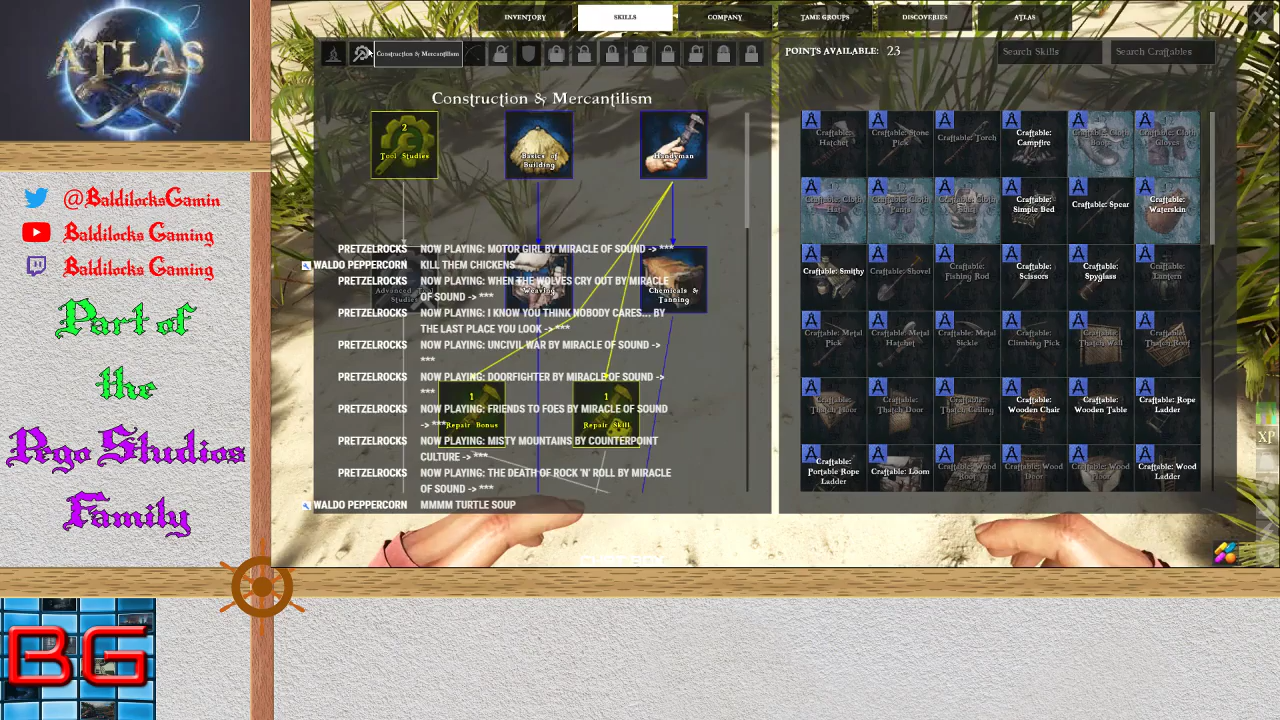 ATLAS
@BaldilocksGamin
Baldilocks Gaming
Baldilocks Gaming
Part of
the
Pego Studios
Family
BG
INVENTORY
SKILLS
COMPANY
TAME GROUPS
DISCOVERIES
ATLAS
Construction & Mercantilism
POINTS AVAILABLE: 23
Search Skills
Search Craftables
Construction & Mercantilism
2
Tool Studies
Basics of
Building
Handyman
Advanced Tool
Studies
Weaving
Chemicals &
Tanning
1
Repair Bonus
1
Repair Skill
PRETZELROCKS NOW PLAYING: MOTOR GIRL BY MIRACLE OF SOUND -> ***
WALDO PEPPERCORN KILL THEM CHICKENS
PRETZELROCKS NOW PLAYING: WHEN THE WOLVES CRY OUT BY MIRACLE
OF SOUND -> ***
PRETZELROCKS NOW PLAYING: I KNOW YOU THINK NOBODY CARES... BY
THE LAST PLACE YOU LOOK -> ***
PRETZELROCKS NOW PLAYING: UNCIVIL WAR BY MIRACLE OF SOUND ->
***
PRETZELROCKS NOW PLAYING: DOORFIGHTER BY MIRACLE OF SOUND ->
***
PRETZELROCKS NOW PLAYING: FRIENDS TO FOES BY MIRACLE OF SOUND
-> ***
PRETZELROCKS NOW PLAYING: MISTY MOUNTAINS BY COUNTERPOINT
CULTURE -> ***
PRETZELROCKS NOW PLAYING: THE DEATH OF ROCK 'N' ROLL BY MIRACLE
OF SOUND -> ***
WALDO PEPPERCORN MMMM TURTLE SOUP
Craftable:
Hatchet
Craftable: Stone
Pick
Craftable: Torch
Craftable:
Campfire
Craftable: Cloth
Boots
Craftable: Cloth
Gloves
Craftable: Cloth
Hat
Craftable: Cloth
Pants
Craftable: Cloth
Shirt
Craftable:
Simple Bed
Craftable: Spear
Craftable:
Waterskin
Craftable: Smithy
Craftable: Shovel
Craftable:
Fishing Rod
Craftable:
Scissors
Craftable:
Spyglass
Craftable:
Lantern
Craftable: Metal
Pick
Craftable: Metal
Hatchet
Craftable: Metal
Sickle
Craftable:
Climbing Pick
Craftable:
Thatch Wall
Craftable:
Thatch Roof
Craftable:
Thatch Floor
Craftable:
Thatch Door
Craftable:
Thatch Ceiling
Craftable:
Wooden Chair
Craftable:
Wooden Table
Craftable: Rope
Ladder
Craftable:
Portable Rope
Ladder
Craftable: Loom
Craftable:
Wood Roof
Craftable:
Wood Door
Craftable:
Wood Floor
Craftable:
Wood Ladder
XP